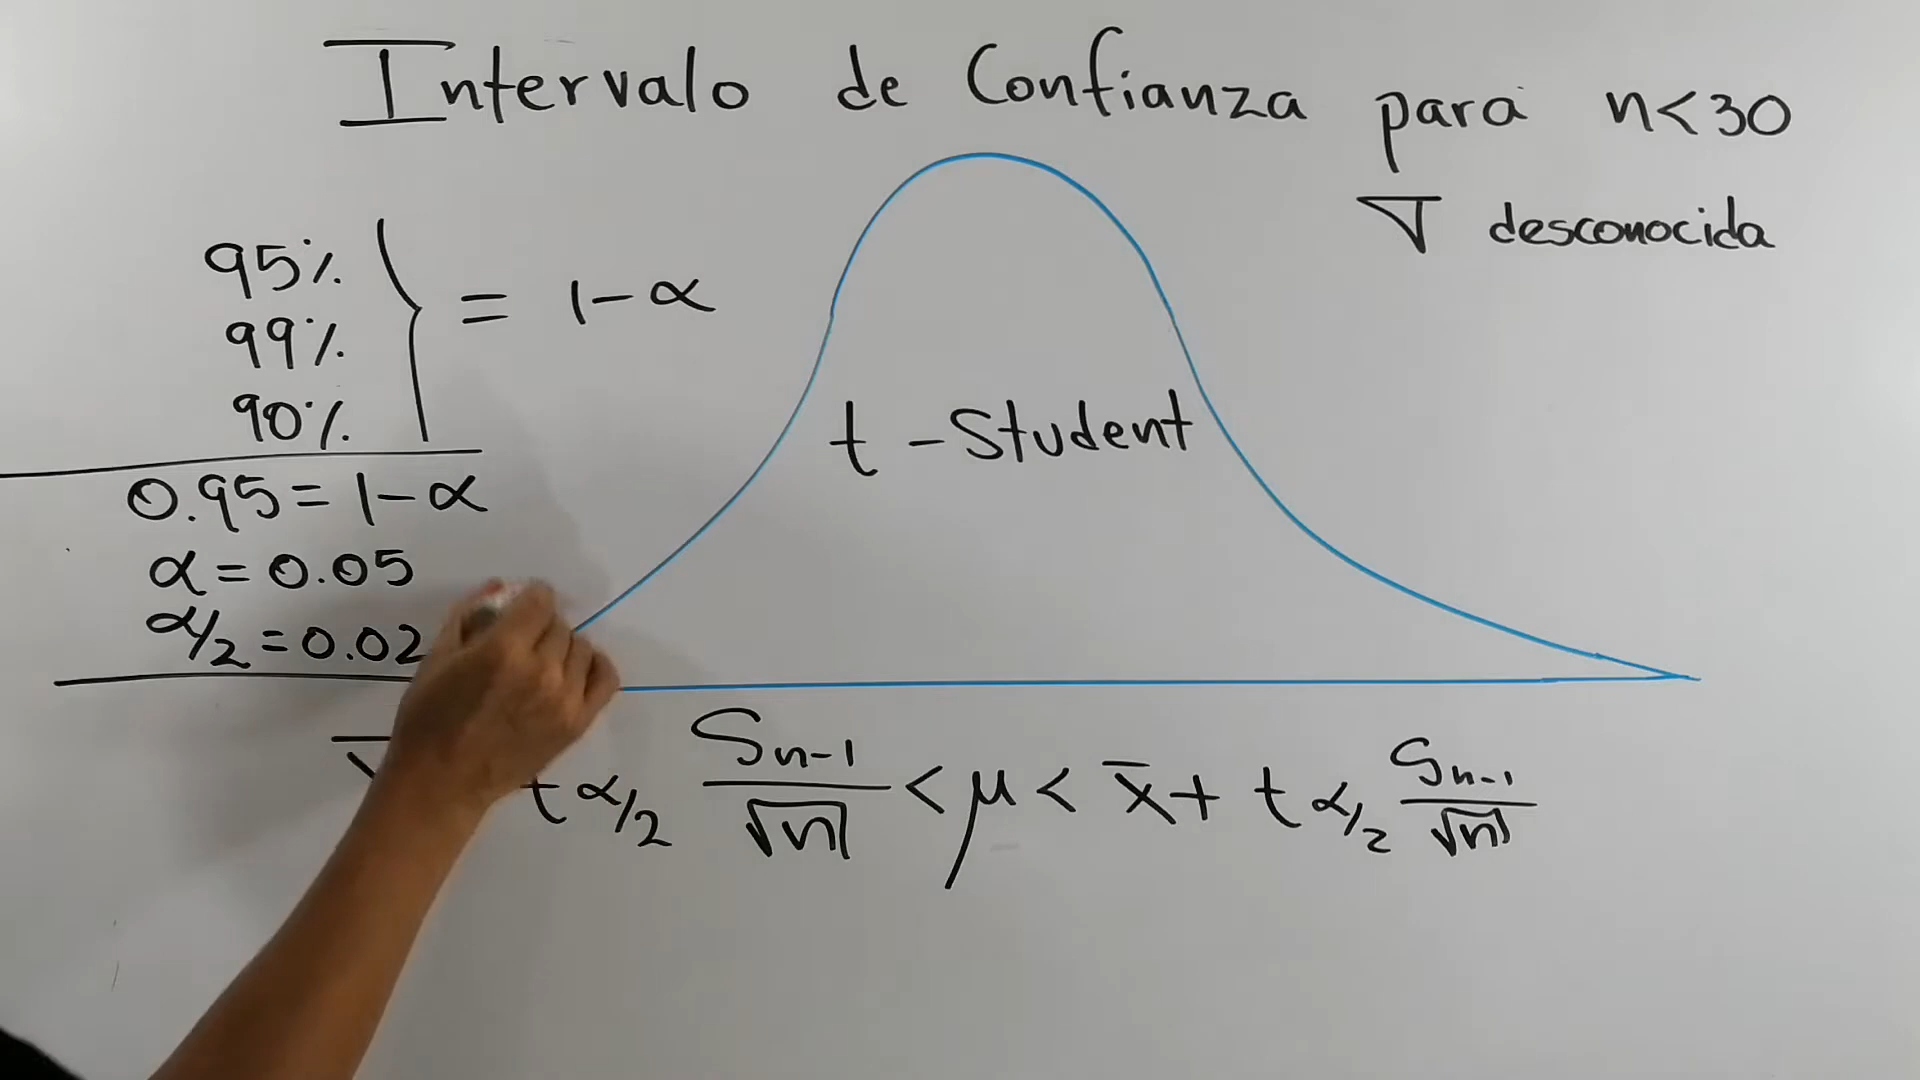 Intervalo de Confianza para n<30
σ desconocida
95%
99%
90%
= 1-α
t-Student
0.95=1-α
α=0.05
α/2=0.02
t α/2 Sn-1/√n < μ < x̄ + t α/2 Sn-1/√n